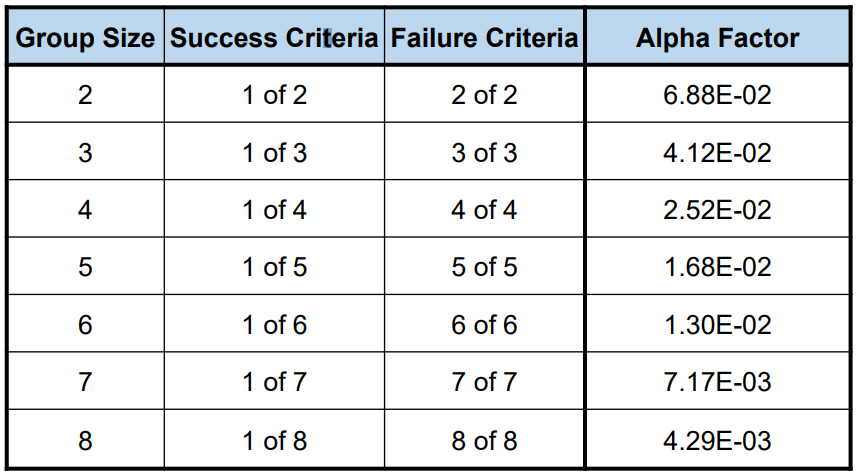 Group Size Success Criteria Failure Criteria Alpha Factor
2 1 of 2 2 of 2 6.88E-02
3 1 of 3 3 of 3 4.12E-02
4 1 of 4 4 of 4 2.52E-02
5 1 of 5 5 of 5 1.68E-02
6 1 of 6 6 of 6 1.30E-02
7 1 of 7 7 of 7 7.17E-03
8 1 of 8 8 of 8 4.29E-03